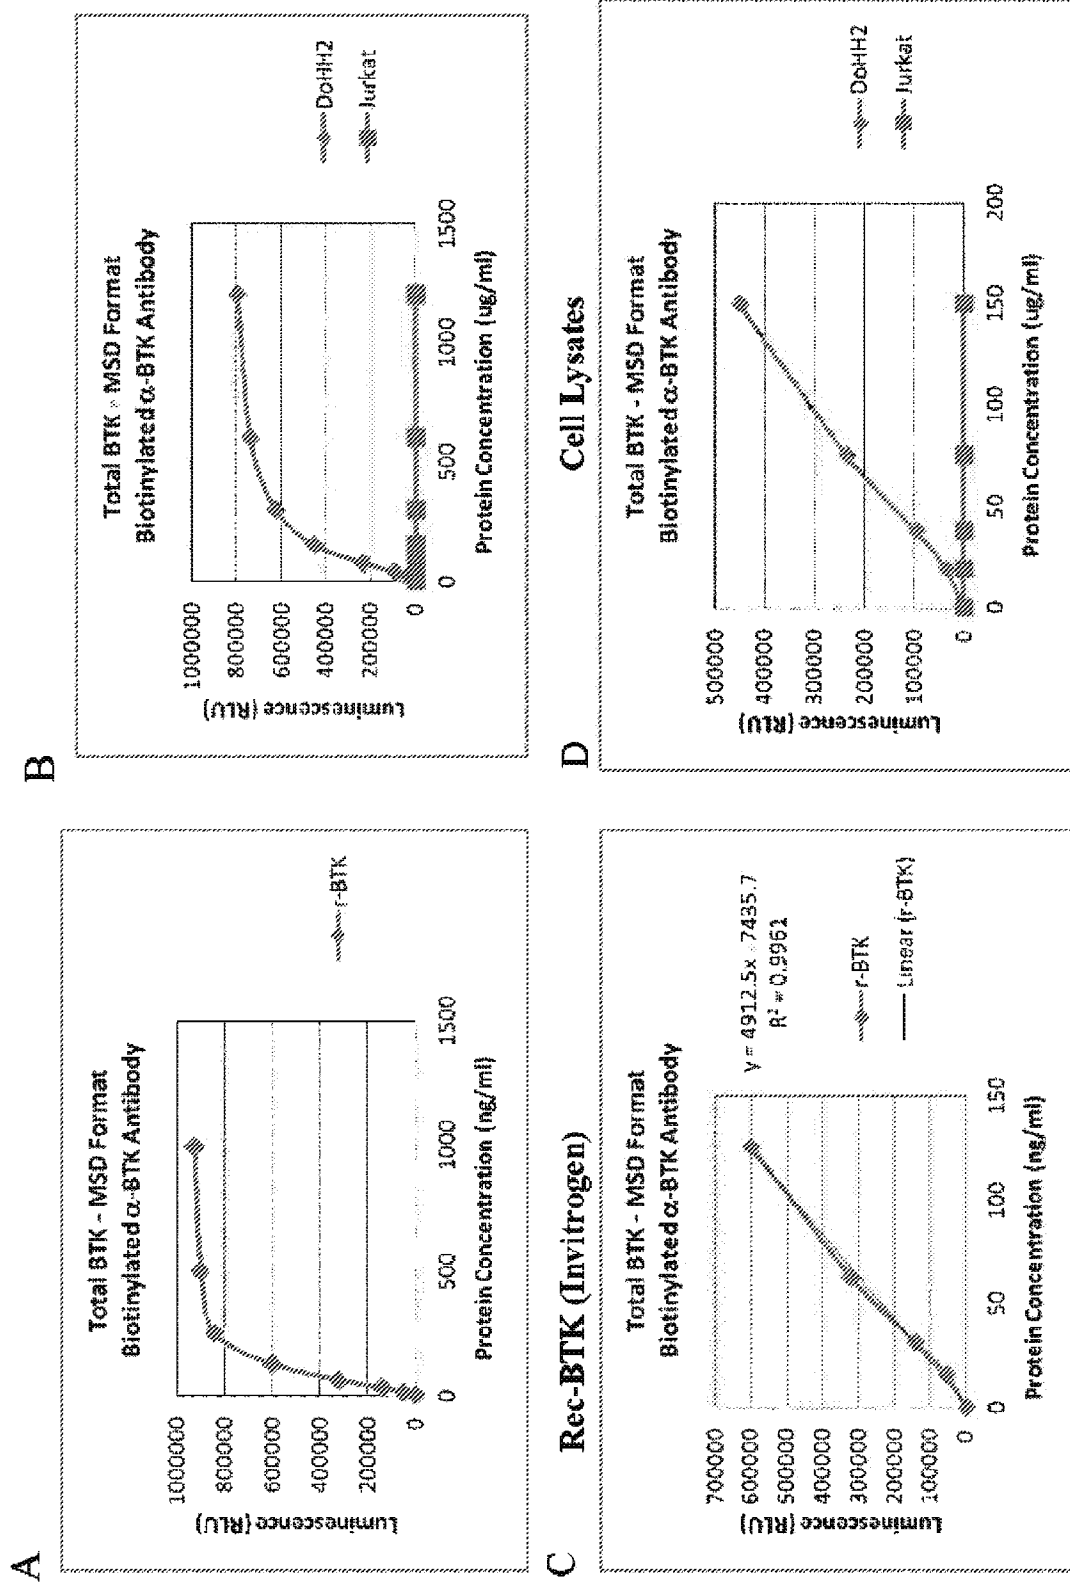 A
Total BTK - MSD Format
Biotinylated α-BTK Antibody
Luminescence (RLU)
1000000
800000
600000
400000
200000
0
0
500
1000
1500
Protein Concentration (ng/ml)
r-BTK
B
Total BTK - MSD Format
Biotinylated α-BTK Antibody
Luminescence (RLU)
1000000
800000
600000
400000
200000
0
0
500
1000
1500
Protein Concentration (ug/ml)
DoHH2
Jurkat
C
Rec-BTK (Invitrogen)
Total BTK - MSD Format
Biotinylated α-BTK Antibody
Luminescence (RLU)
700000
600000
500000
400000
300000
200000
100000
0
0
50
100
150
Protein Concentration (ng/ml)
y = 4912.5x - 7435.7
R² = 0.9961
r-BTK
Linear (r-BTK)
D
Cell Lysates
Total BTK - MSD Format
Biotinylated α-BTK Antibody
Luminescence (RLU)
500000
400000
300000
200000
100000
0
0
50
100
150
200
Protein Concentration (ug/ml)
DoHH2
Jurkat